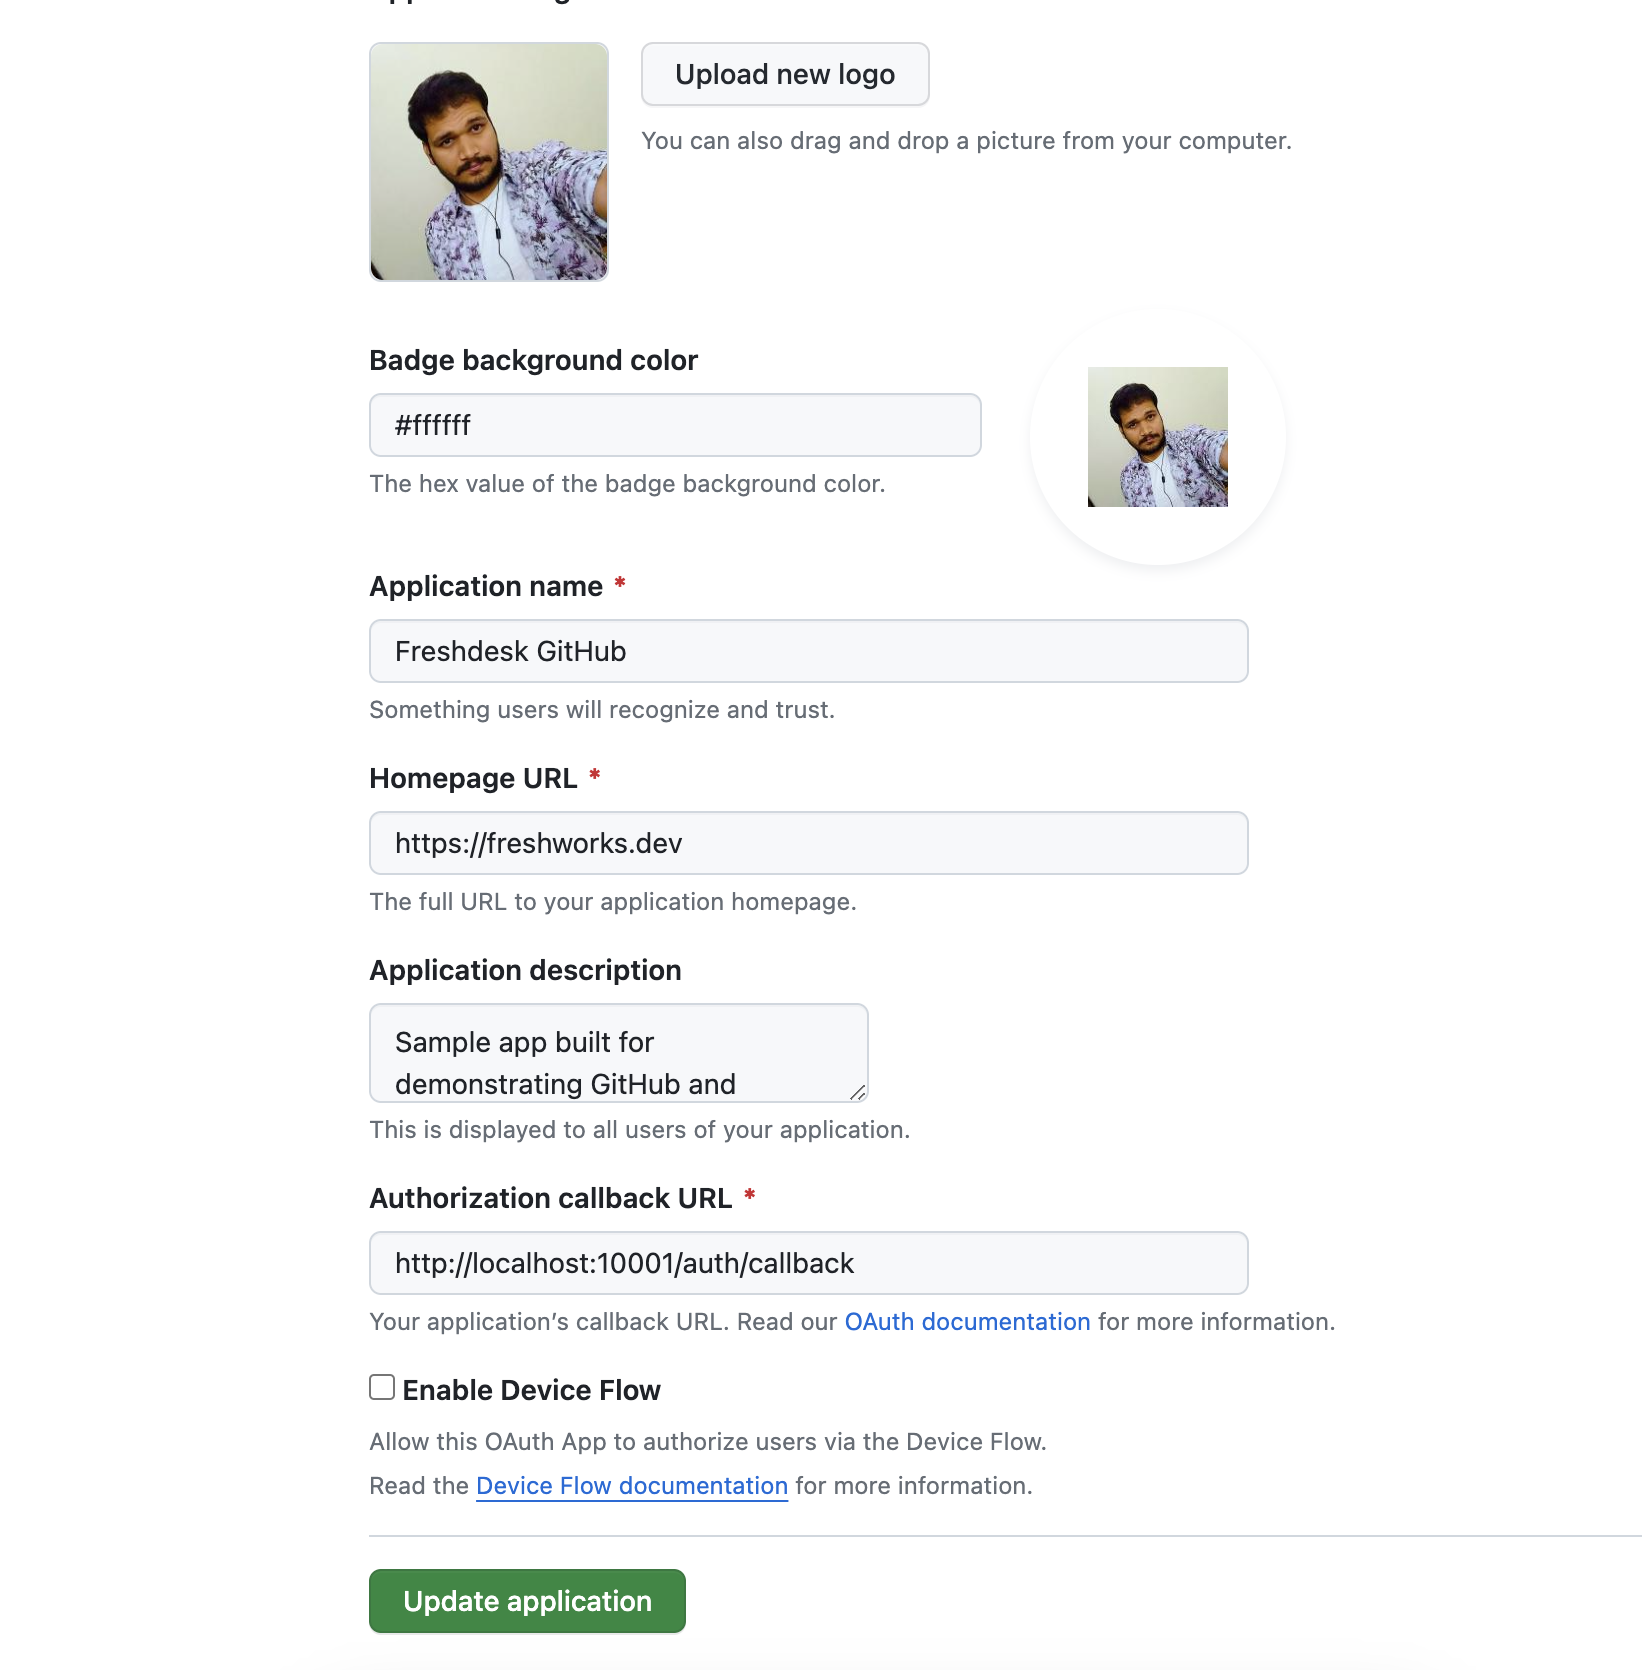 Upload new logo
You can also drag and drop a picture from your computer.
Badge background color
#ffffff
The hex value of the badge background color.
Application name *
Freshdesk GitHub
Something users will recognize and trust.
Homepage URL *
https://freshworks.dev
The full URL to your application homepage.
Application description
Sample app built for
demonstrating GitHub and
This is displayed to all users of your application.
Authorization callback URL *
http://localhost:10001/auth/callback
Your application’s callback URL. Read our OAuth documentation for more information.
Enable Device Flow
Allow this OAuth App to authorize users via the Device Flow.
Read the Device Flow documentation for more information.
Update application